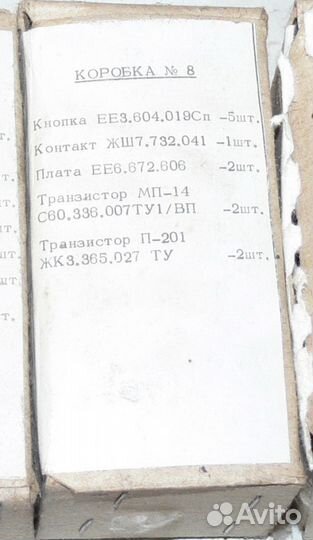 КОРОБКА № 8
Кнопка ЕЕ3.604.019Сп -5шт.
Контакт ЖШ7.732.041 -1шт.
Плата ЕЕ6.672.606 -2шт.
Транзистор МП-14
С60.336.007ТУ1/ВП -2шт.
Транзистор П-201
ЖК3.365.027 ТУ -2шт.
т.
т.
Avito